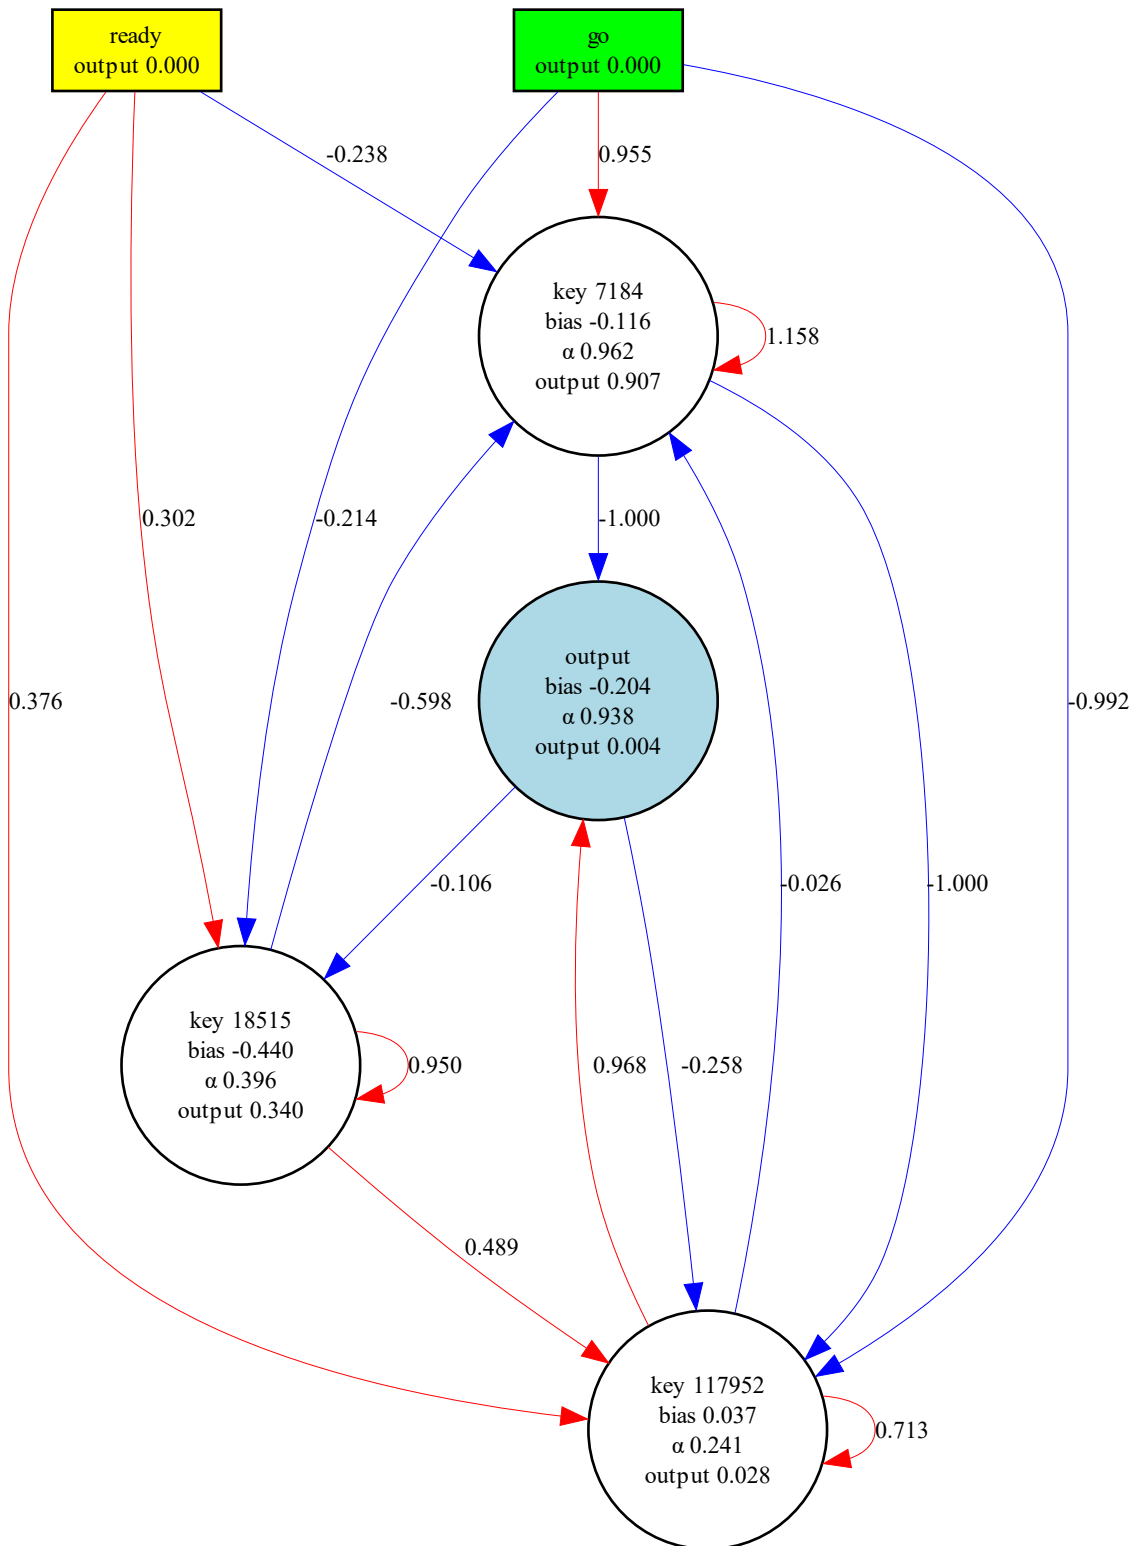 ready
output 0.000
go
output 0.000
-0.238
0.955
key 7184
bias -0.116
α 0.962
output 0.907
1.158
0.302
-0.214
-1.000
0.376
-0.598
output
bias -0.204
α 0.938
output 0.004
-0.992
-0.106
-0.026
-1.000
key 18515
bias -0.440
α 0.396
output 0.340
0.950
0.968
-0.258
0.489
key 117952
bias 0.037
α 0.241
output 0.028
0.713